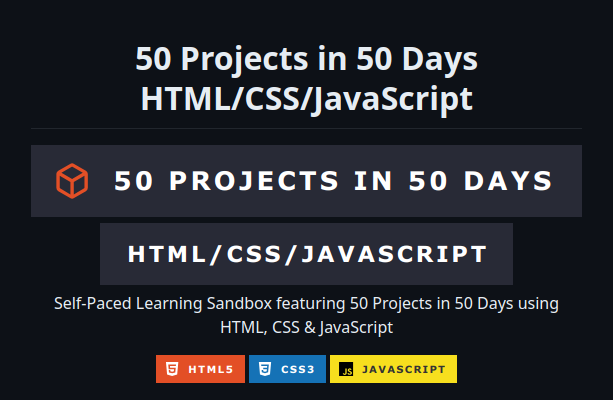 50 Projects in 50 Days
HTML/CSS/JavaScript
50 PROJECTS IN 50 DAYS
HTML/CSS/JAVASCRIPT
Self-Paced Learning Sandbox featuring 50 Projects in 50 Days using
HTML, CSS & JavaScript
HTML5 CSS3 JS JAVASCRIPT